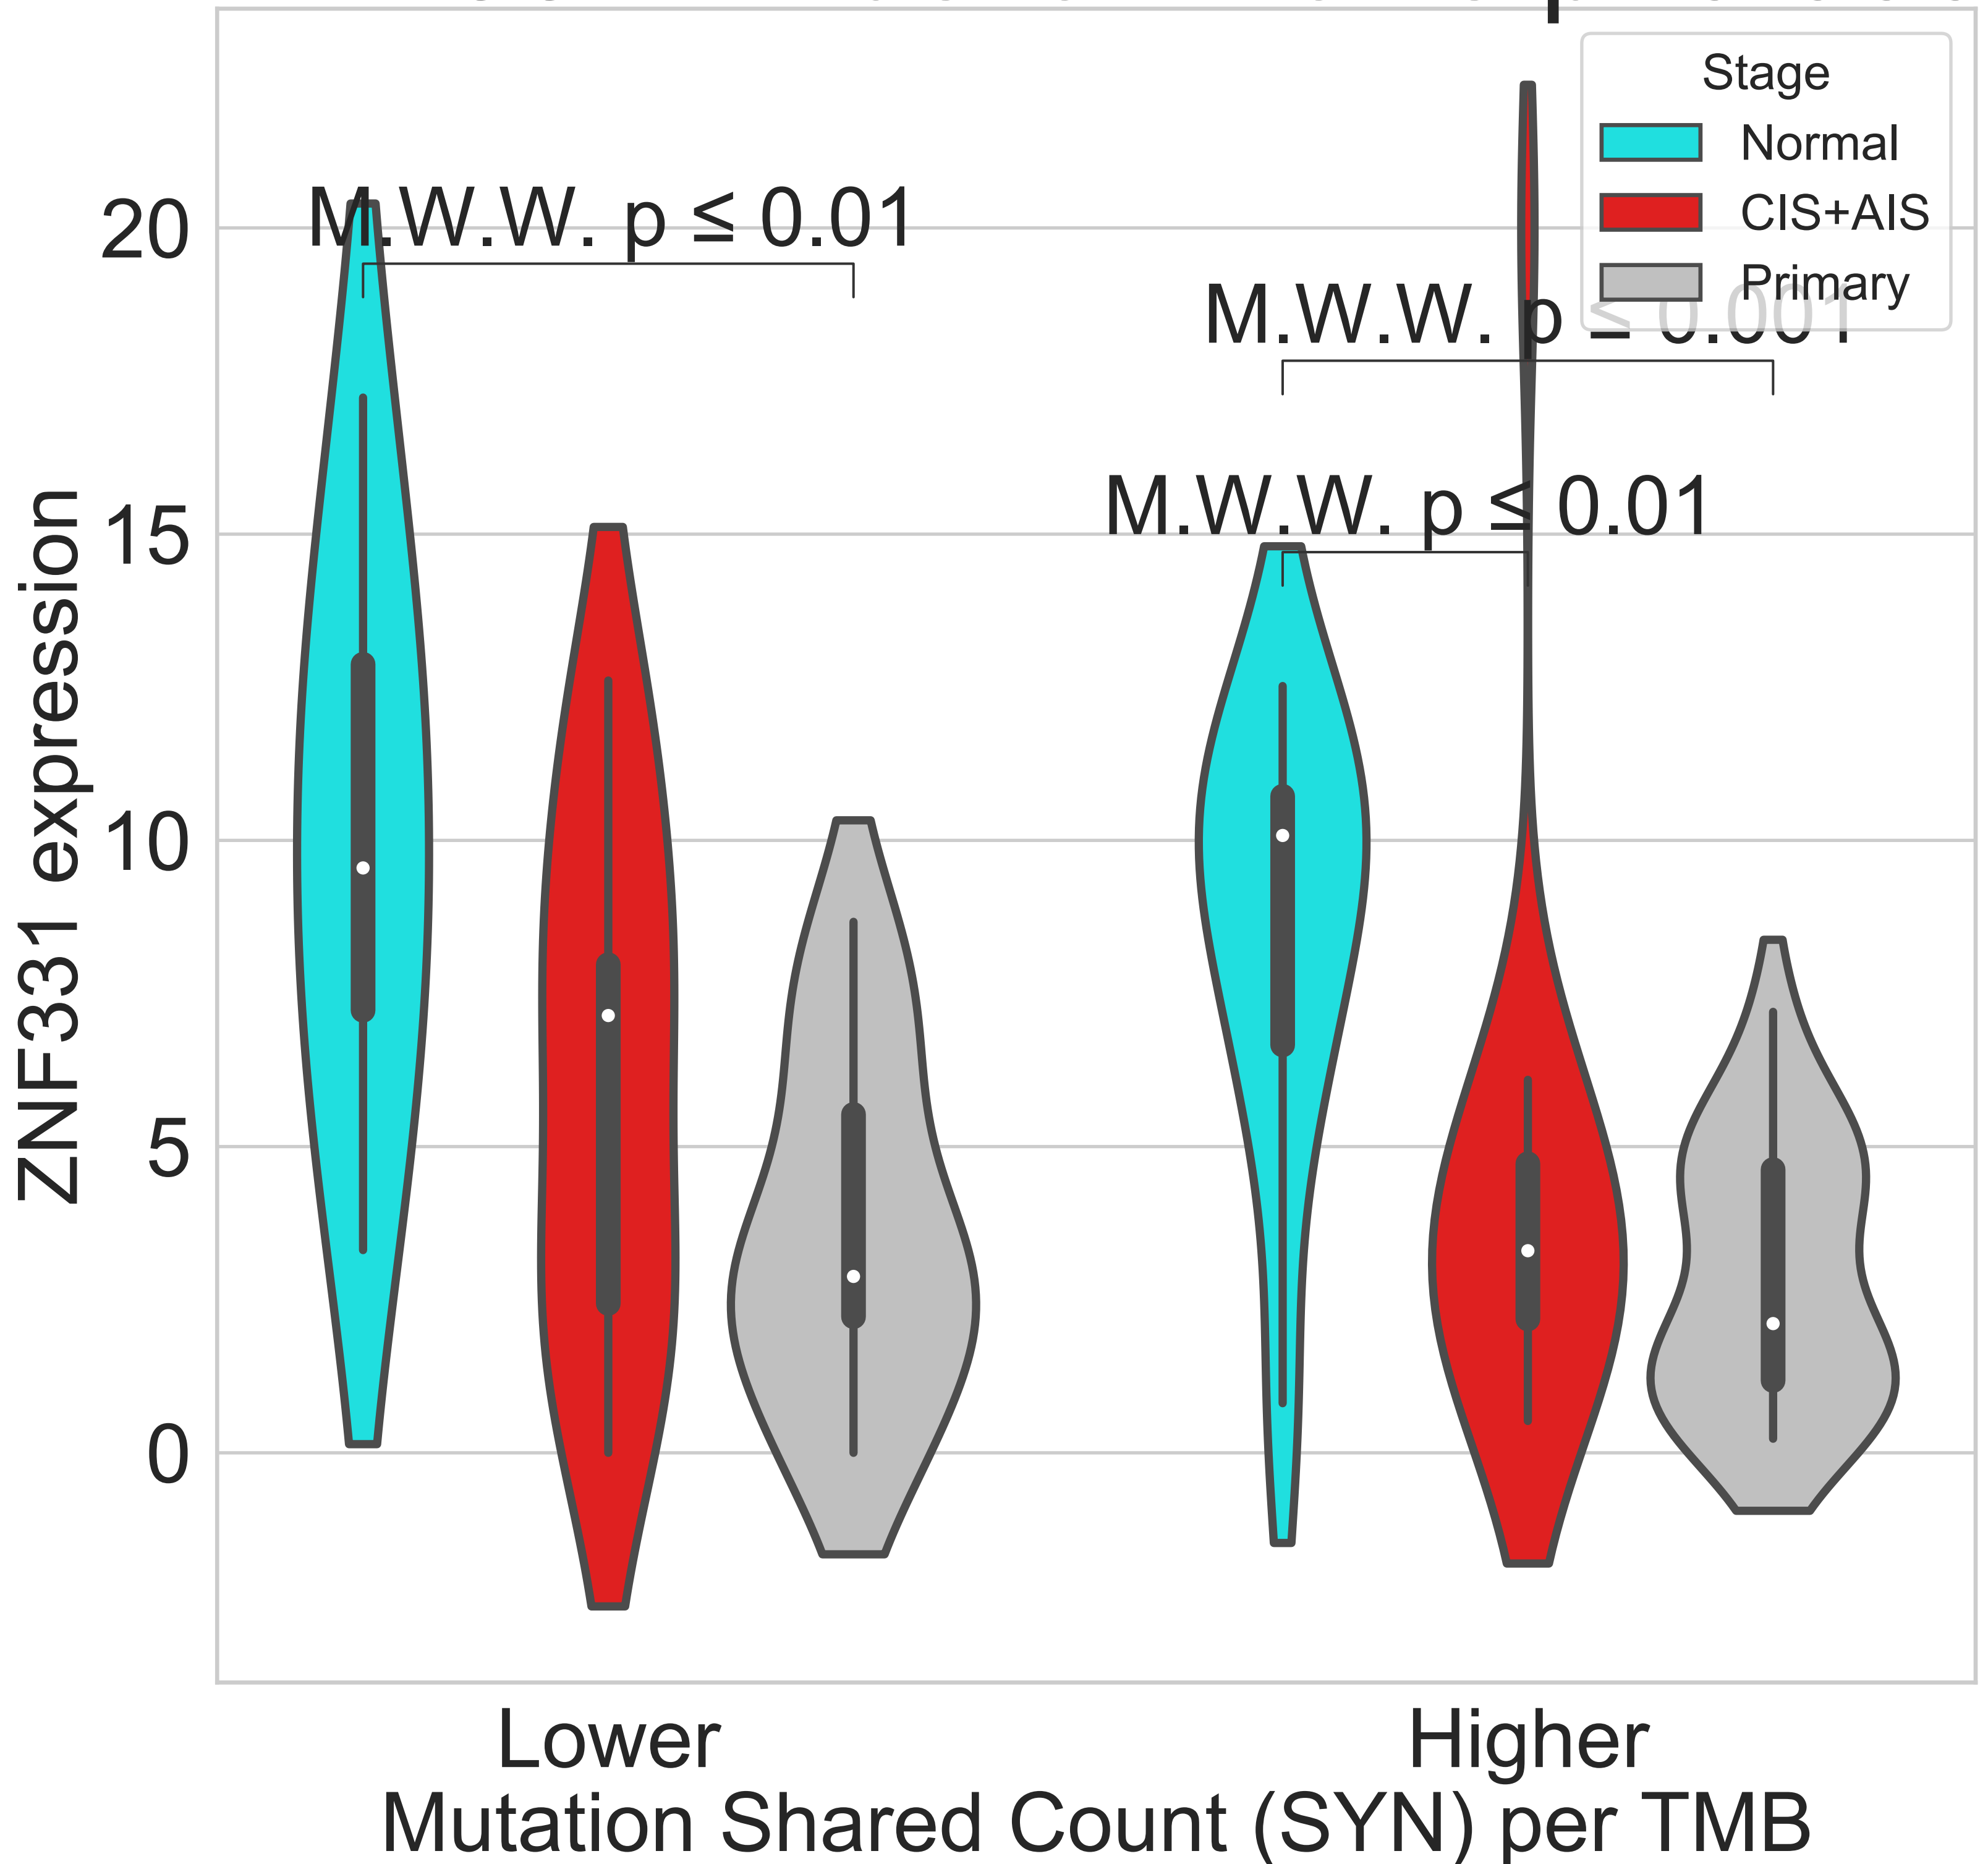 Stage
Normal
CIS+AIS
Primary
M.W.W. p ≤ 0.01
M.W.W. p ≤ 0.001
M.W.W. p ≤ 0.01
ZNF331 expression
20
15
10
5
0
Lower
Higher
Mutation Shared Count (SYN) per TMB